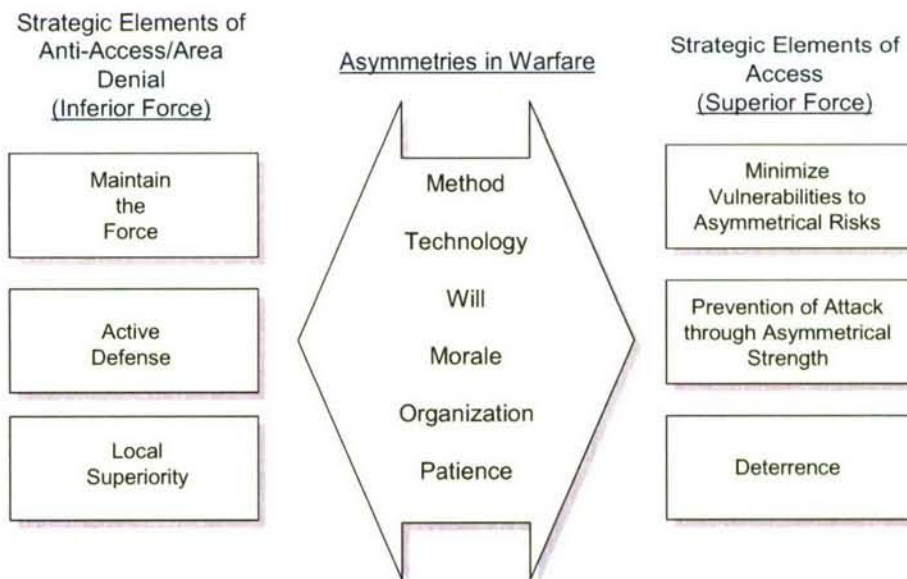 Strategic Elements of
Anti-Access/Area
Denial
(Inferior Force)
Maintain
the
Force
Active
Defense
Local
Superiority
Asymmetries in Warfare
Method
Technology
Will
Morale
Organization
Patience
Strategic Elements of
Access
(Superior Force)
Minimize
Vulnerabilities to
Asymmetrical Risks
Prevention of Attack
through Asymmetrical
Strength
Deterrence